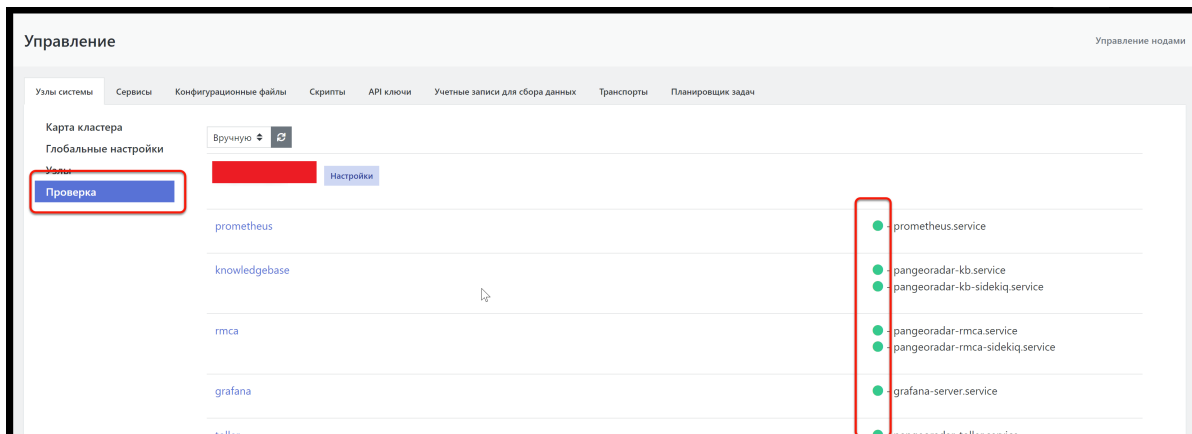 Управление
Управление нодами
Узлы системы Сервисы Конфигурационные файлы Скрипты API ключи Учетные записи для сбора данных Транспорты Планировщик задач
Карта кластера
Глобальные настройки
Узлы
Проверка
Вручную
Настройки
prometheus - prometheus.service
knowledgebase - pangeoradar-kb.service
- pangeoradar-kb-sidekiq.service
rmca - pangeoradar-rmca.service
- pangeoradar-rmca-sidekiq.service
grafana - grafana-server.service